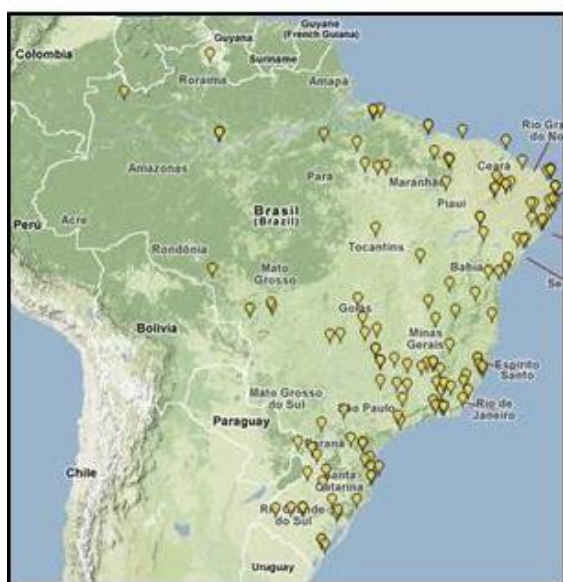 Guyane
(French Guiana)
Guyana
Colombia
Suriname
Roraima
Amapá
Rio Gra
do No
Amazonas
Pará
Ceará
Maranhão
Piauí
Brasil
(Brazil)
Acre
Perú
Tocantins
Rondônia
Se
Mato
Grosso
Bahia
Goiás
Bolivia
Minas
Gerais
Espírito
Santo
Mato Grosso
do Sul
São Paulo
Rio de
Janeiro
Paraguay
Paraná
Chile
Santa
Catarina
Rio Grande
do Sul
Uruguay